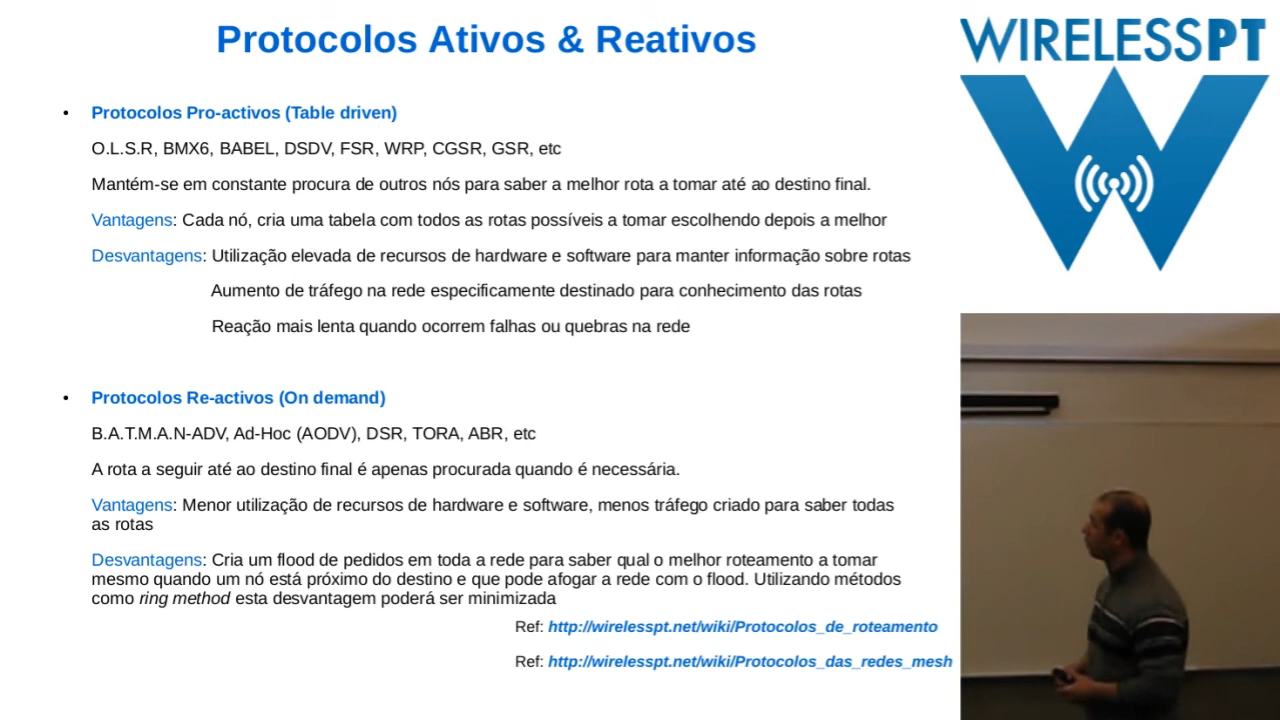 Protocolos Ativos & Reativos
WIRELESSPT
• Protocolos Pro-activos (Table driven)
O.L.S.R, BMX6, BABEL, DSDV, FSR, WRP, CGSR, GSR, etc
Mantém-se em constante procura de outros nós para saber a melhor rota a tomar até ao destino final.
Vantagens: Cada nó, cria uma tabela com todos as rotas possíveis a tomar escolhendo depois a melhor
Desvantagens: Utilização elevada de recursos de hardware e software para manter informação sobre rotas
Aumento de tráfego na rede especificamente destinado para conhecimento das rotas
Reação mais lenta quando ocorrem falhas ou quebras na rede
• Protocolos Re-activos (On demand)
B.A.T.M.A.N-ADV, Ad-Hoc (AODV), DSR, TORA, ABR, etc
A rota a seguir até ao destino final é apenas procurada quando é necessária.
Vantagens: Menor utilização de recursos de hardware e software, menos tráfego criado para saber todas
as rotas
Desvantagens: Cria um flood de pedidos em toda a rede para saber qual o melhor roteamento a tomar
mesmo quando um nó está próximo do destino e que pode afogar a rede com o flood. Utilizando métodos
como ring method esta desvantagem poderá ser minimizada
Ref: http://wirelesspt.net/wiki/Protocolos_de_roteamento
Ref: http://wirelesspt.net/wiki/Protocolos_das_redes_mesh